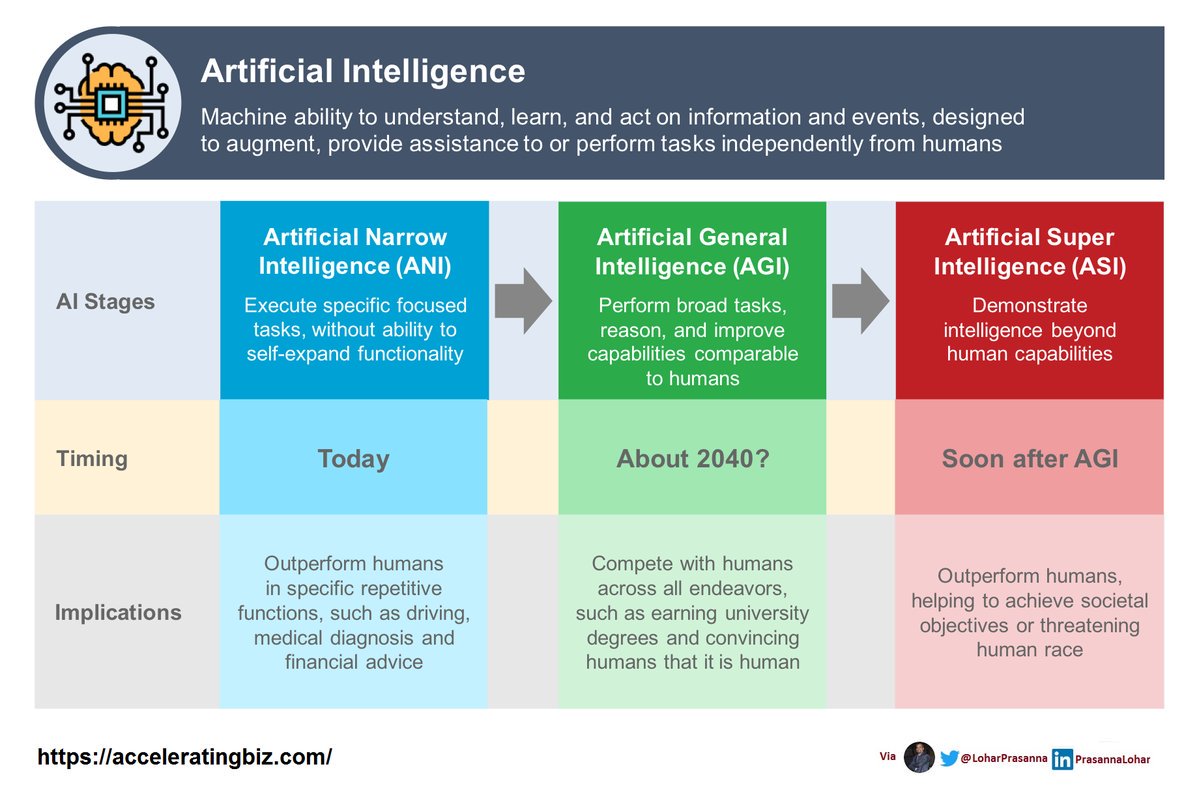 Artificial Intelligence
Machine ability to understand, learn, and act on information and events, designed
to augment, provide assistance to or perform tasks independently from humans
AI Stages
Artificial Narrow
Intelligence (ANI)
Execute specific focused
tasks, without ability to
self-expand functionality
Artificial General
Intelligence (AGI)
Perform broad tasks,
reason, and improve
capabilities comparable
to humans
Artificial Super
Intelligence (ASI)
Demonstrate
intelligence beyond
human capabilities
Timing
Today
About 2040?
Soon after AGI
Implications
Outperform humans
in specific repetitive
functions, such as driving,
medical diagnosis and
financial advice
Compete with humans
across all endeavors,
such as earning university
degrees and convincing
humans that it is human
Outperform humans,
helping to achieve societal
objectives or threatening
human race
https://acceleratingbiz.com/
Via @LoharPrasanna in PrasannaLohar